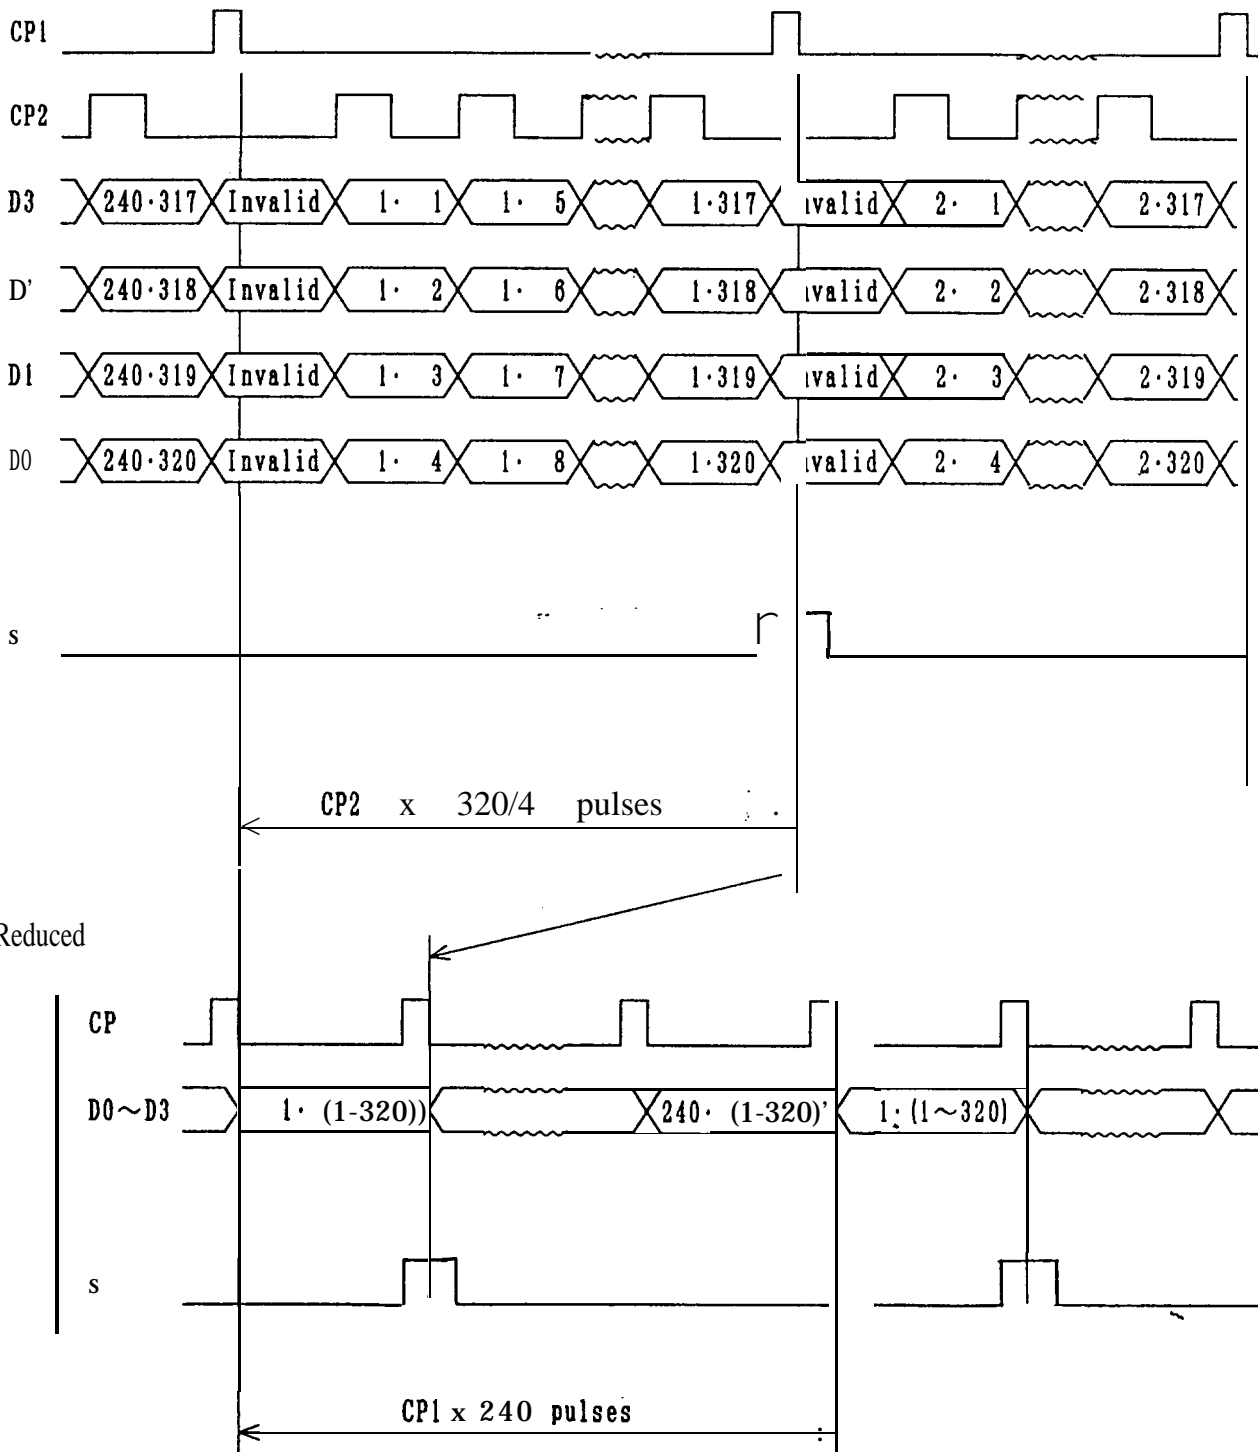 CP1
CP2
D3 240·317 Invalid 1· 1 1· 5 1·317 nvalid 2· 1 2·317
D' 240·318 Invalid 1· 2 1· 6 1·318 nvalid 2· 2 2·318
D1 240·319 Invalid 1· 3 1· 7 1·319 nvalid 2· 3 2·319
D0 240·320 Invalid 1· 4 1· 8 1·320 nvalid 2· 4 2·320
s
CP2 x 320/4 pulses
Reduced
CP
D0~D3 1· (1-320)) 240· (1-320)' 1· (1~320)
s
CP1 x 240 pulses